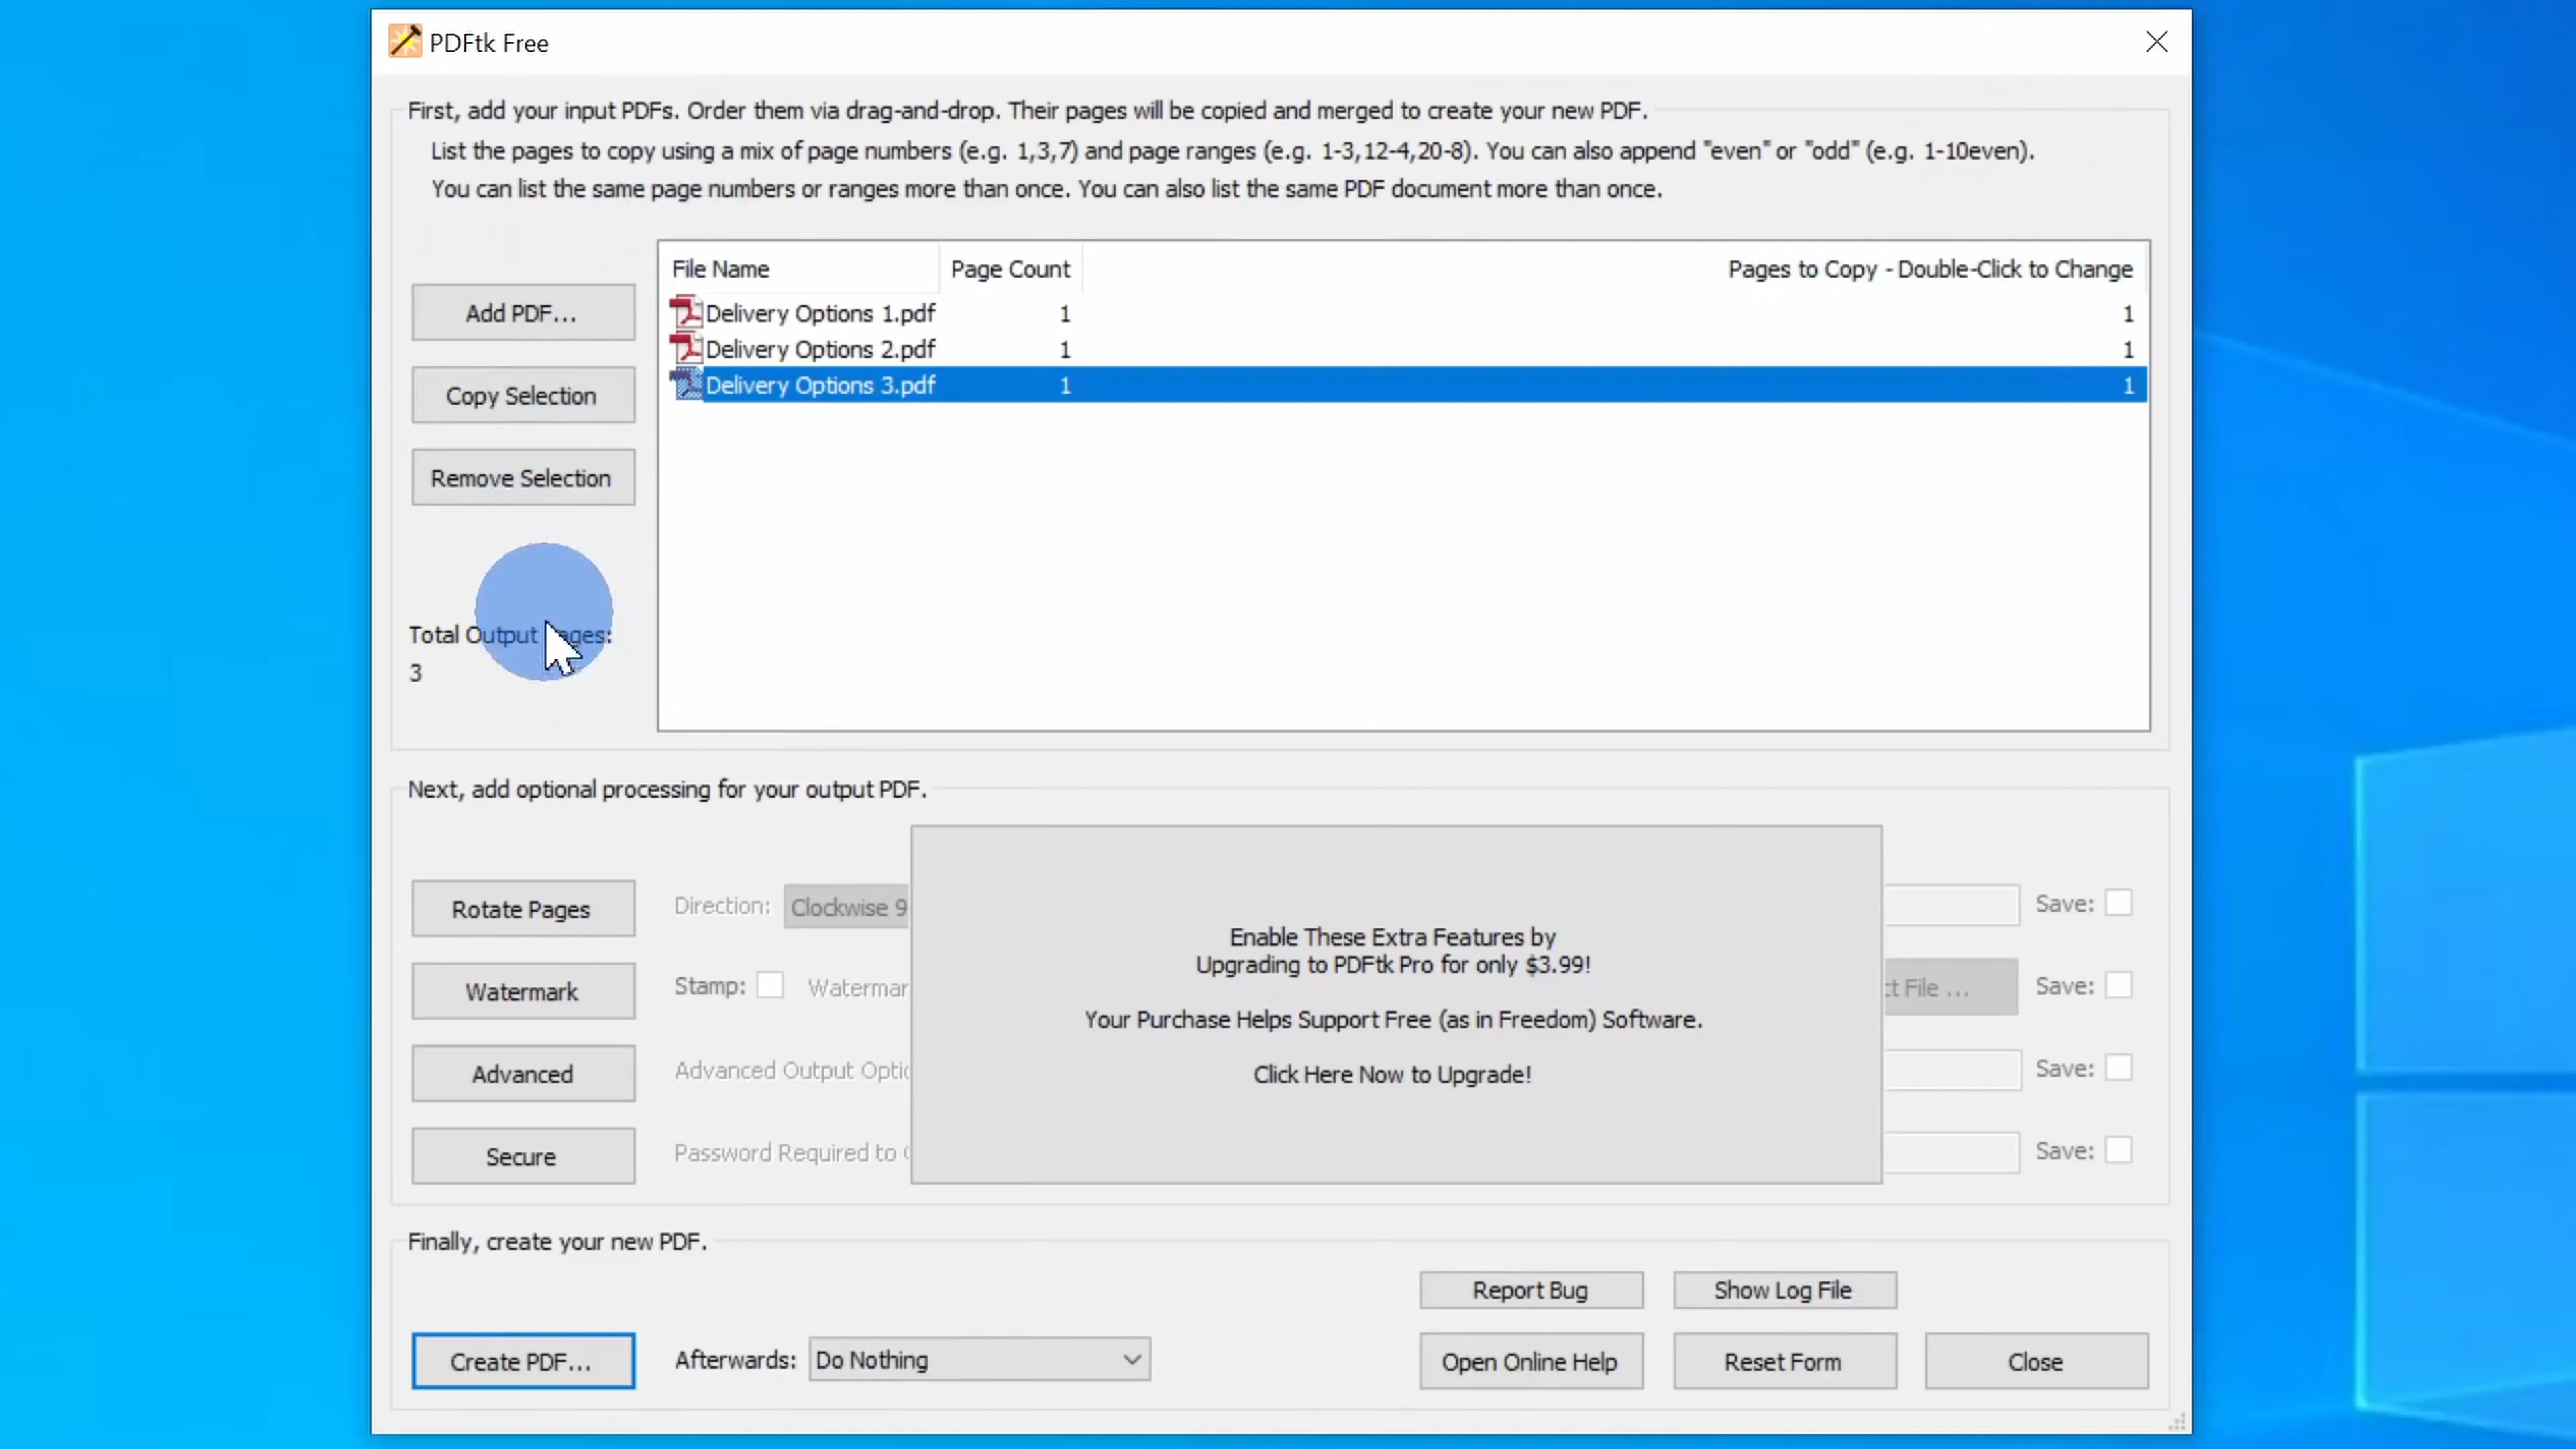 PDFtk Free
First, add your input PDFs. Order them via drag-and-drop. Their pages will be copied and merged to create your new PDF.
List the pages to copy using a mix of page numbers (e.g. 1,3,7) and page ranges (e.g. 1-3,12-4,20-8). You can also append "even" or "odd" (e.g. 1-10even).
You can list the same page numbers or ranges more than once. You can also list the same PDF document more than once.
File Name Page Count Pages to Copy - Double-Click to Change
Add PDF...
Delivery Options 1.pdf 1 1
Delivery Options 2.pdf 1 1
Delivery Options 3.pdf 1 1
Copy Selection
Remove Selection
Total Output Pages:
3
Next, add optional processing for your output PDF.
Rotate Pages Direction: Clockwise 9 Save:
Watermark Stamp: Watermar ct File ... Save:
Advanced Advanced Output Optio Save:
Secure Password Required to Save:
Enable These Extra Features by
Upgrading to PDFtk Pro for only $3.99!
Your Purchase Helps Support Free (as in Freedom) Software.
Click Here Now to Upgrade!
Finally, create your new PDF.
Report Bug Show Log File
Create PDF... Afterwards: Do Nothing Open Online Help Reset Form Close